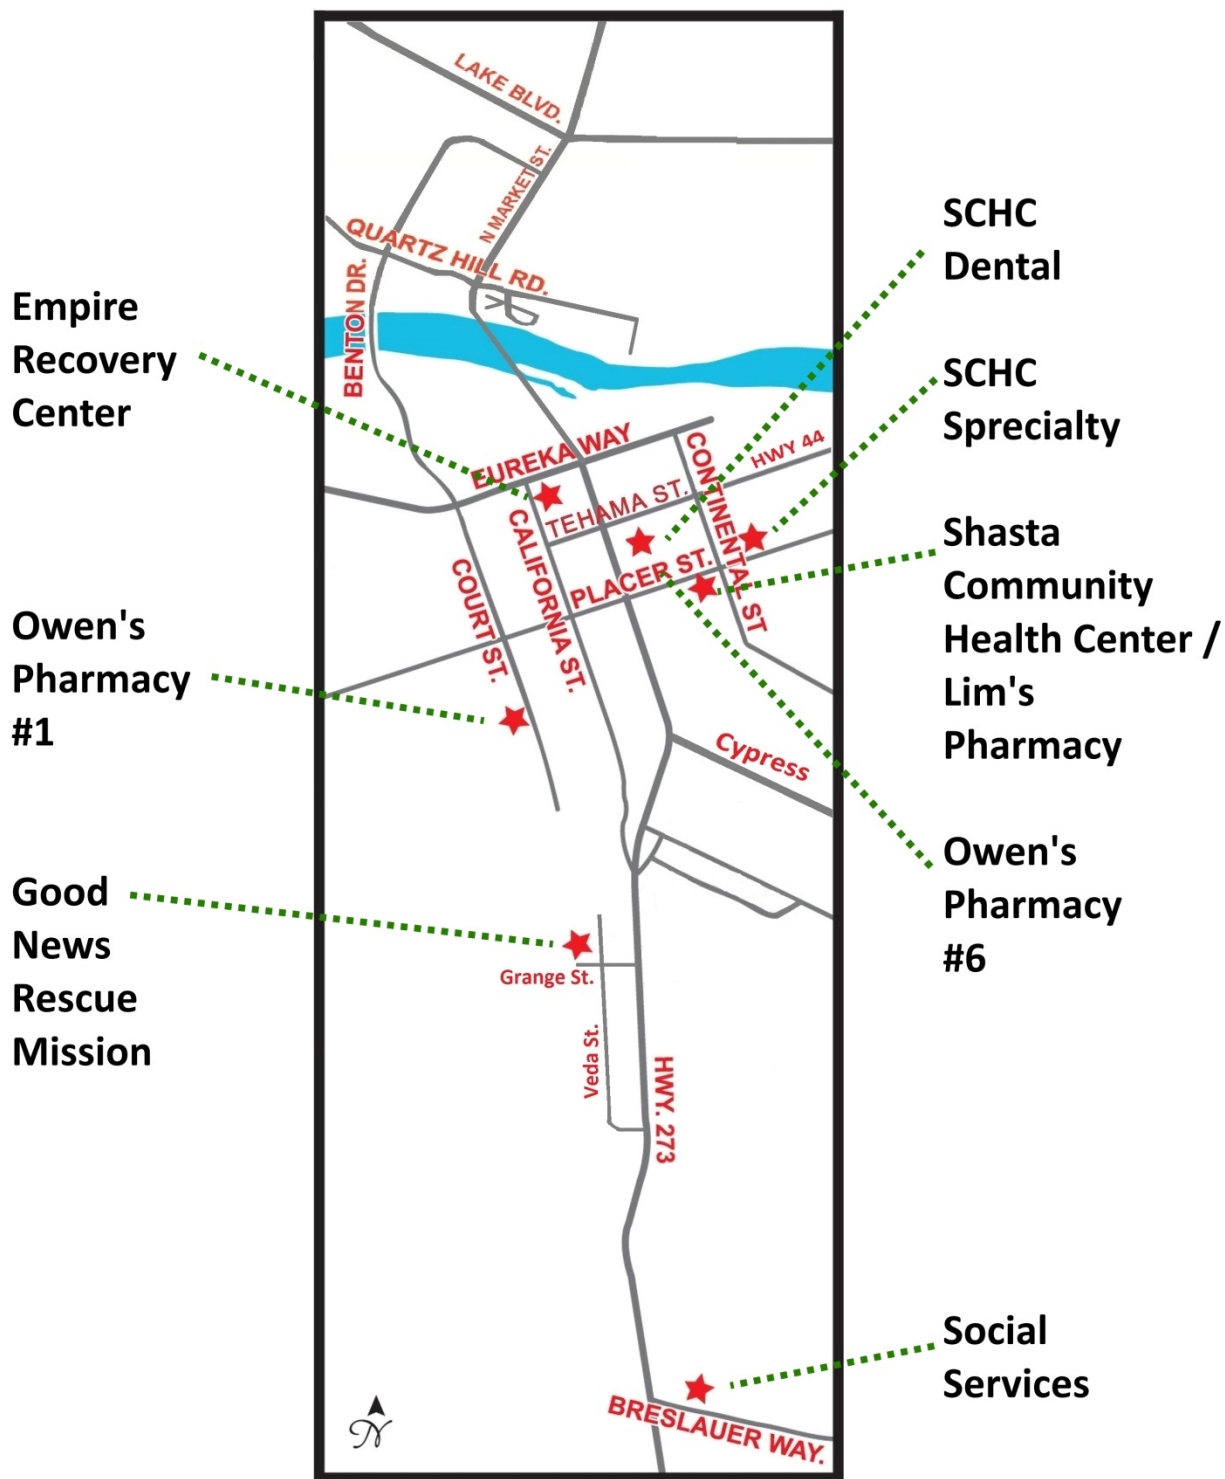 LAKE BLVD.
N MARKET ST.
QUARTZ HILL RD.
BENTON DR.
SCHC
Dental
Empire
Recovery
Center
SCHC
Sprecialty
EUREKA WAY
CONTINENTAL ST
HWY 44
TEHAMA ST.
CALIFORNIA ST.
PLACER ST.
COURT ST.
Shasta
Community
Health Center /
Lim's
Pharmacy
Owen's
Pharmacy
#1
Cypress
Owen's
Pharmacy
#6
Good
News
Rescue
Mission
Grange St.
Veda St.
HWY. 273
Social
Services
BRESLAUER WAY.
N